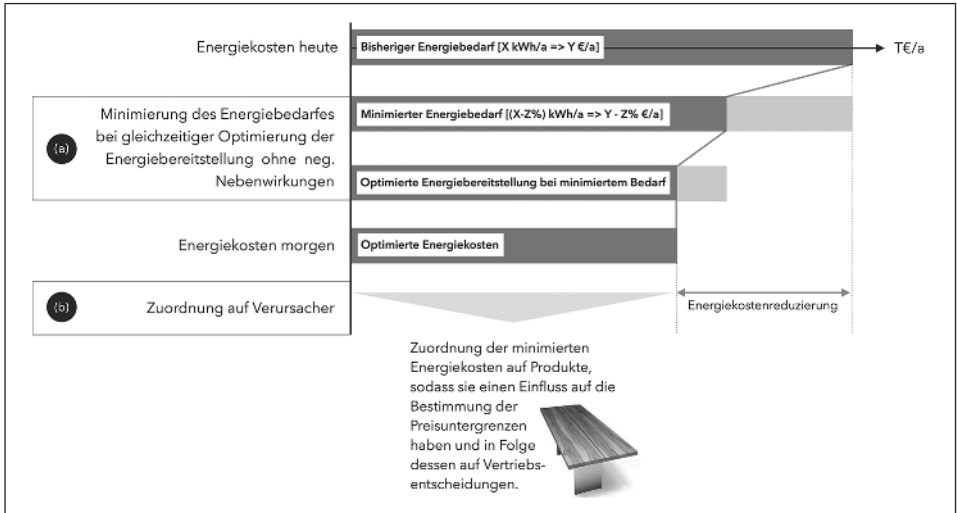 Energiekosten heute
Bisheriger Energiebedarf [X kWh/a => Y €/a]
T€/a
(a)
Minimierung des Energiebedarfes
bei gleichzeitiger Optimierung der
Energiebereitstellung ohne neg.
Nebenwirkungen
Minimierter Energiebedarf [(X-Z%) kWh/a => Y - Z% €/a]
Optimierte Energiebereitstellung bei minimiertem Bedarf
Energiekosten morgen
Optimierte Energiekosten
(b)
Zuordnung auf Verursacher
Energiekostenreduzierung
Zuordnung der minimierten
Energiekosten auf Produkte,
sodass sie einen Einfluss auf die
Bestimmung der
Preisuntergrenzen
haben und in Folge
dessen auf Vertriebs-
entscheidungen.